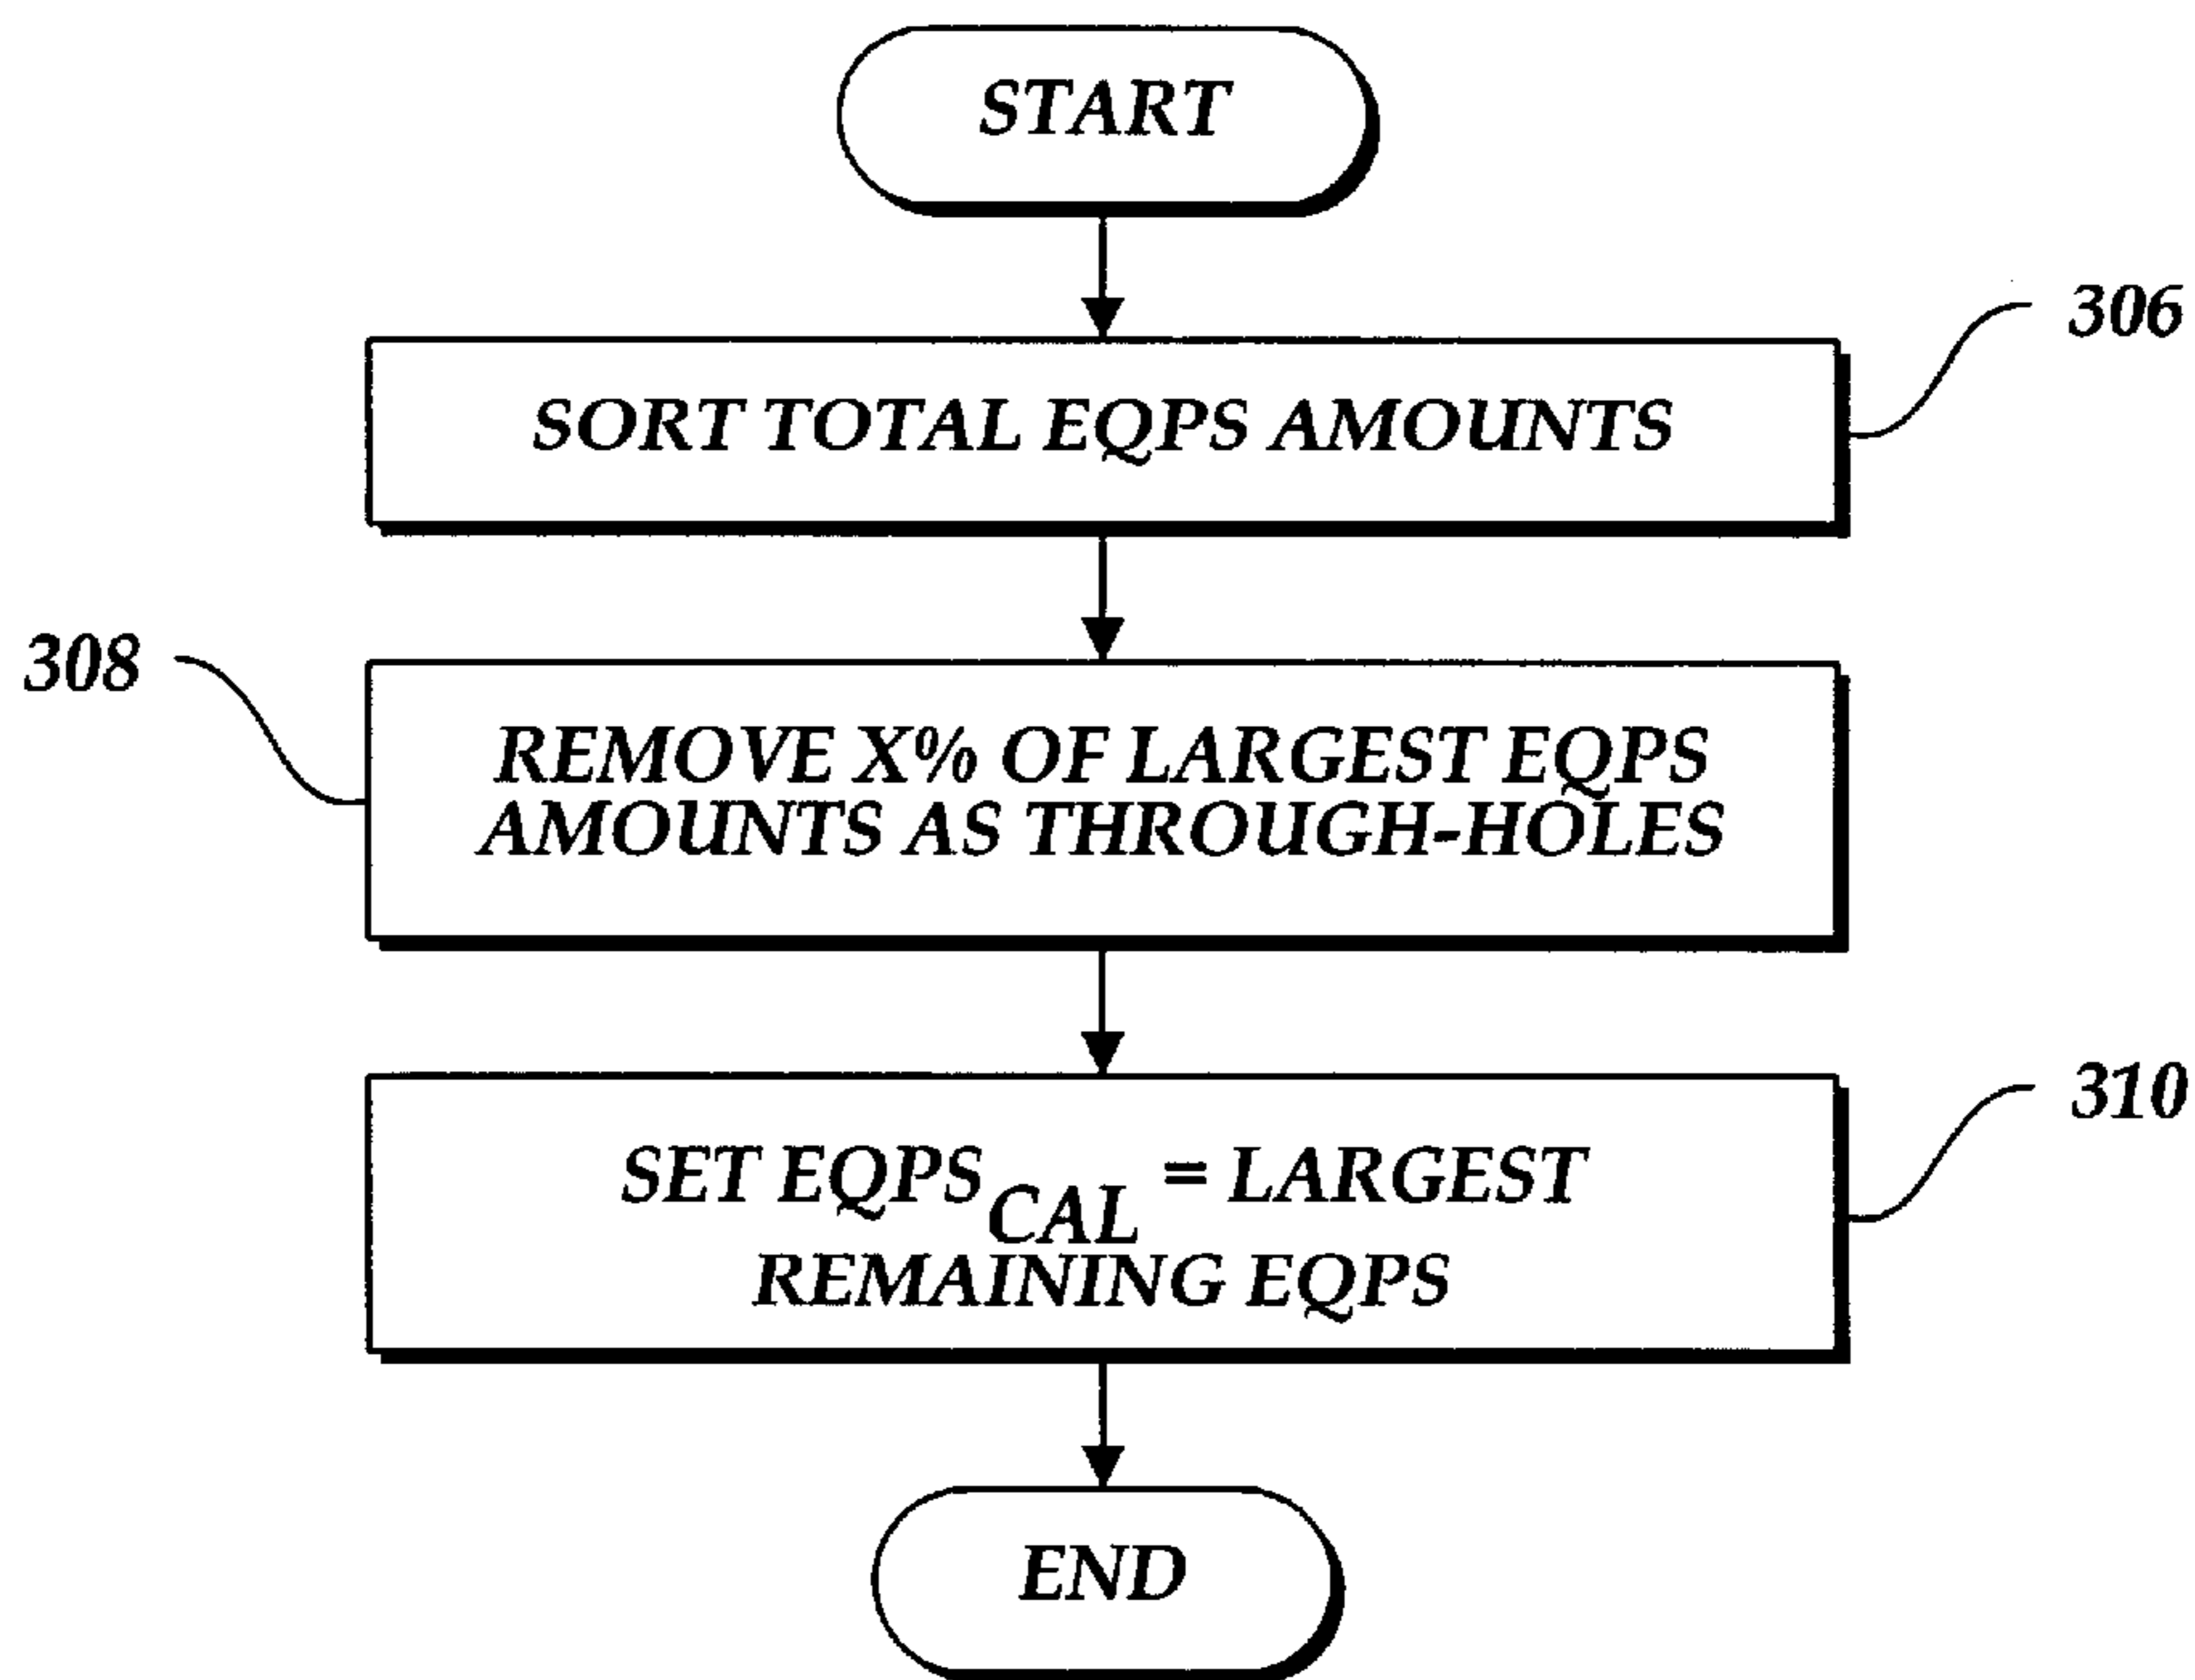 START
306
SORT TOTAL EQPS AMOUNTS
308
REMOVE X% OF LARGEST EQPS
AMOUNTS AS THROUGH-HOLES
310
SET EQPS CAL = LARGEST
REMAINING EQPS
END